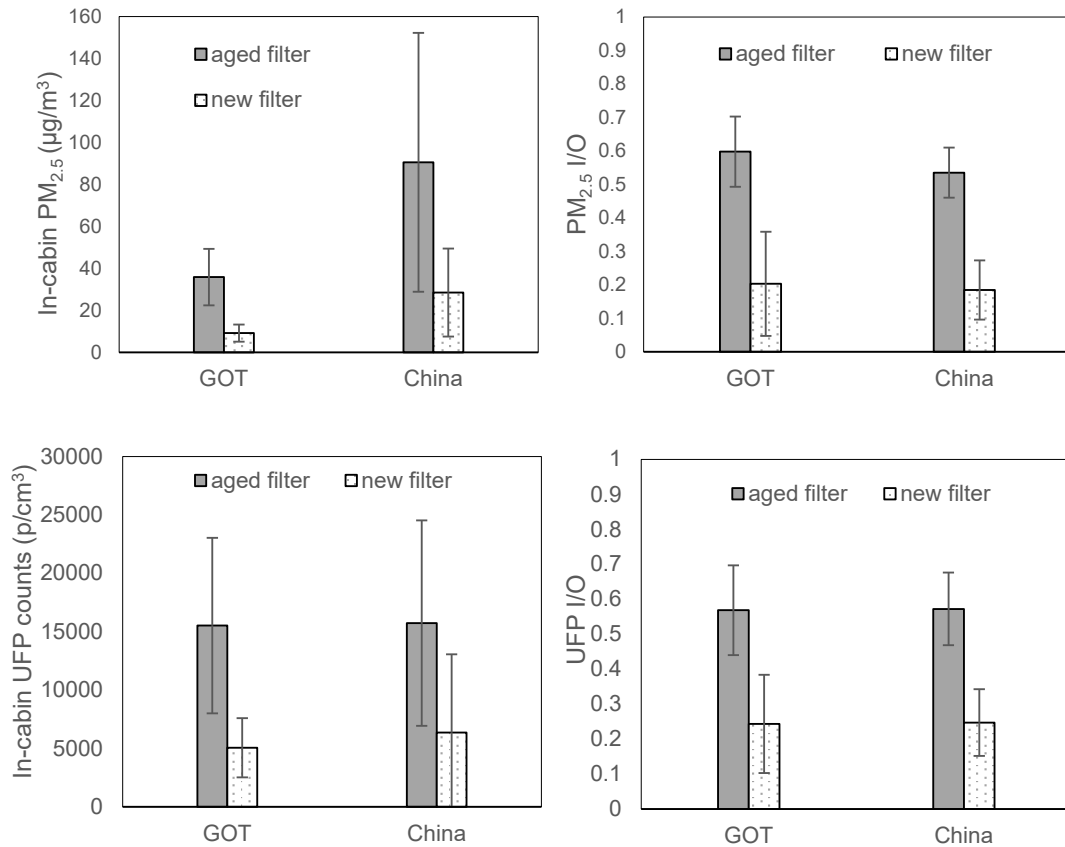 In-cabin PM2.5 (µg/m³)
160
140
120
100
80
60
40
20
0
aged filter
new filter
GOT China
PM2.5 I/O
1
0.9
0.8
0.7
0.6
0.5
0.4
0.3
0.2
0.1
0
aged filter new filter
GOT China
In-cabin UFP counts (p/cm³)
30000
25000
20000
15000
10000
5000
0
aged filter new filter
GOT China
UFP I/O
1
0.9
0.8
0.7
0.6
0.5
0.4
0.3
0.2
0.1
0
aged filter new filter
GOT China